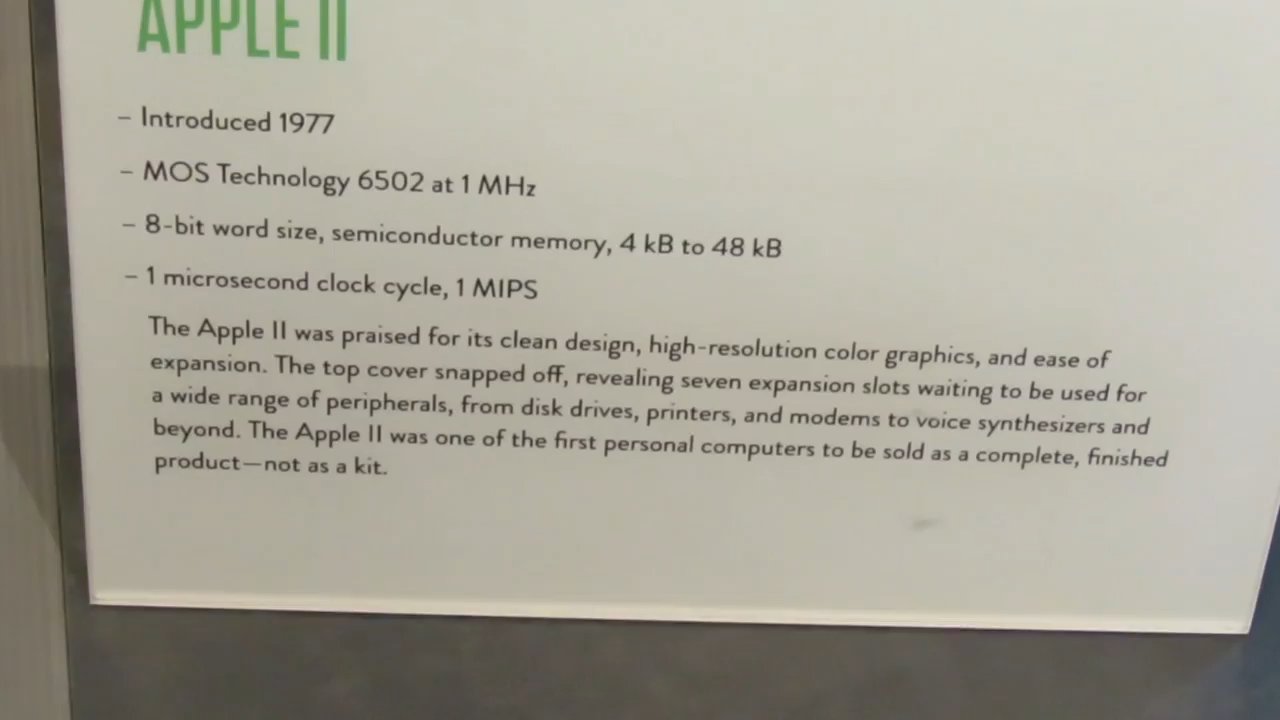 APPLE II
– Introduced 1977
– MOS Technology 6502 at 1 MHz
– 8-bit word size, semiconductor memory, 4 kB to 48 kB
– 1 microsecond clock cycle, 1 MIPS
The Apple II was praised for its clean design, high-resolution color graphics, and ease of
expansion. The top cover snapped off, revealing seven expansion slots waiting to be used for
a wide range of peripherals, from disk drives, printers, and modems to voice synthesizers and
beyond. The Apple II was one of the first personal computers to be sold as a complete, finished
product—not as a kit.